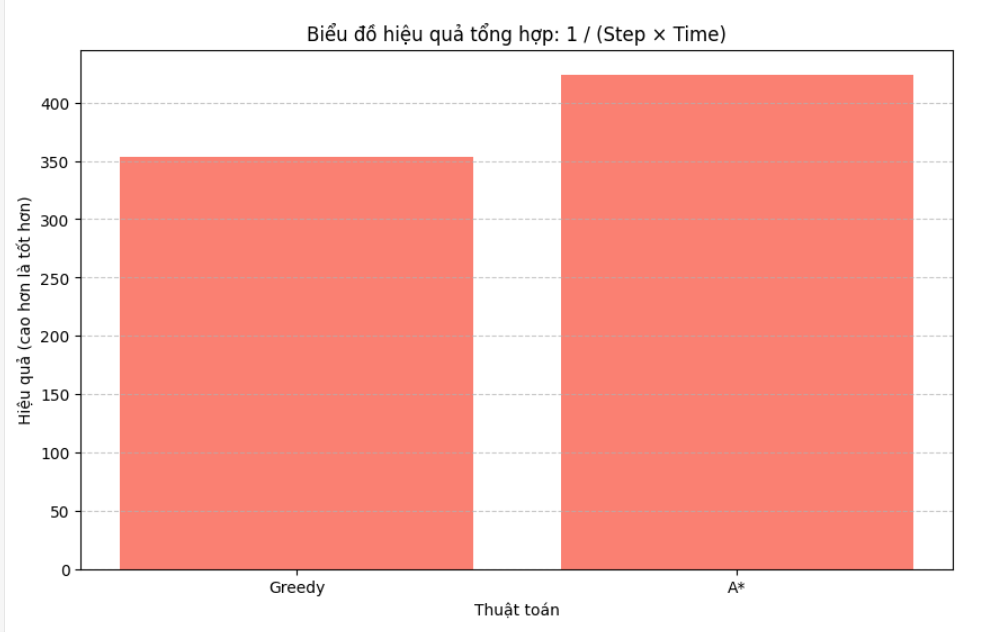 Biểu đồ hiệu quả tổng hợp: 1 / (Step × Time)
Hiệu quả (cao hơn là tốt hơn)
400
350
300
250
200
150
100
50
0
Greedy
A*
Thuật toán